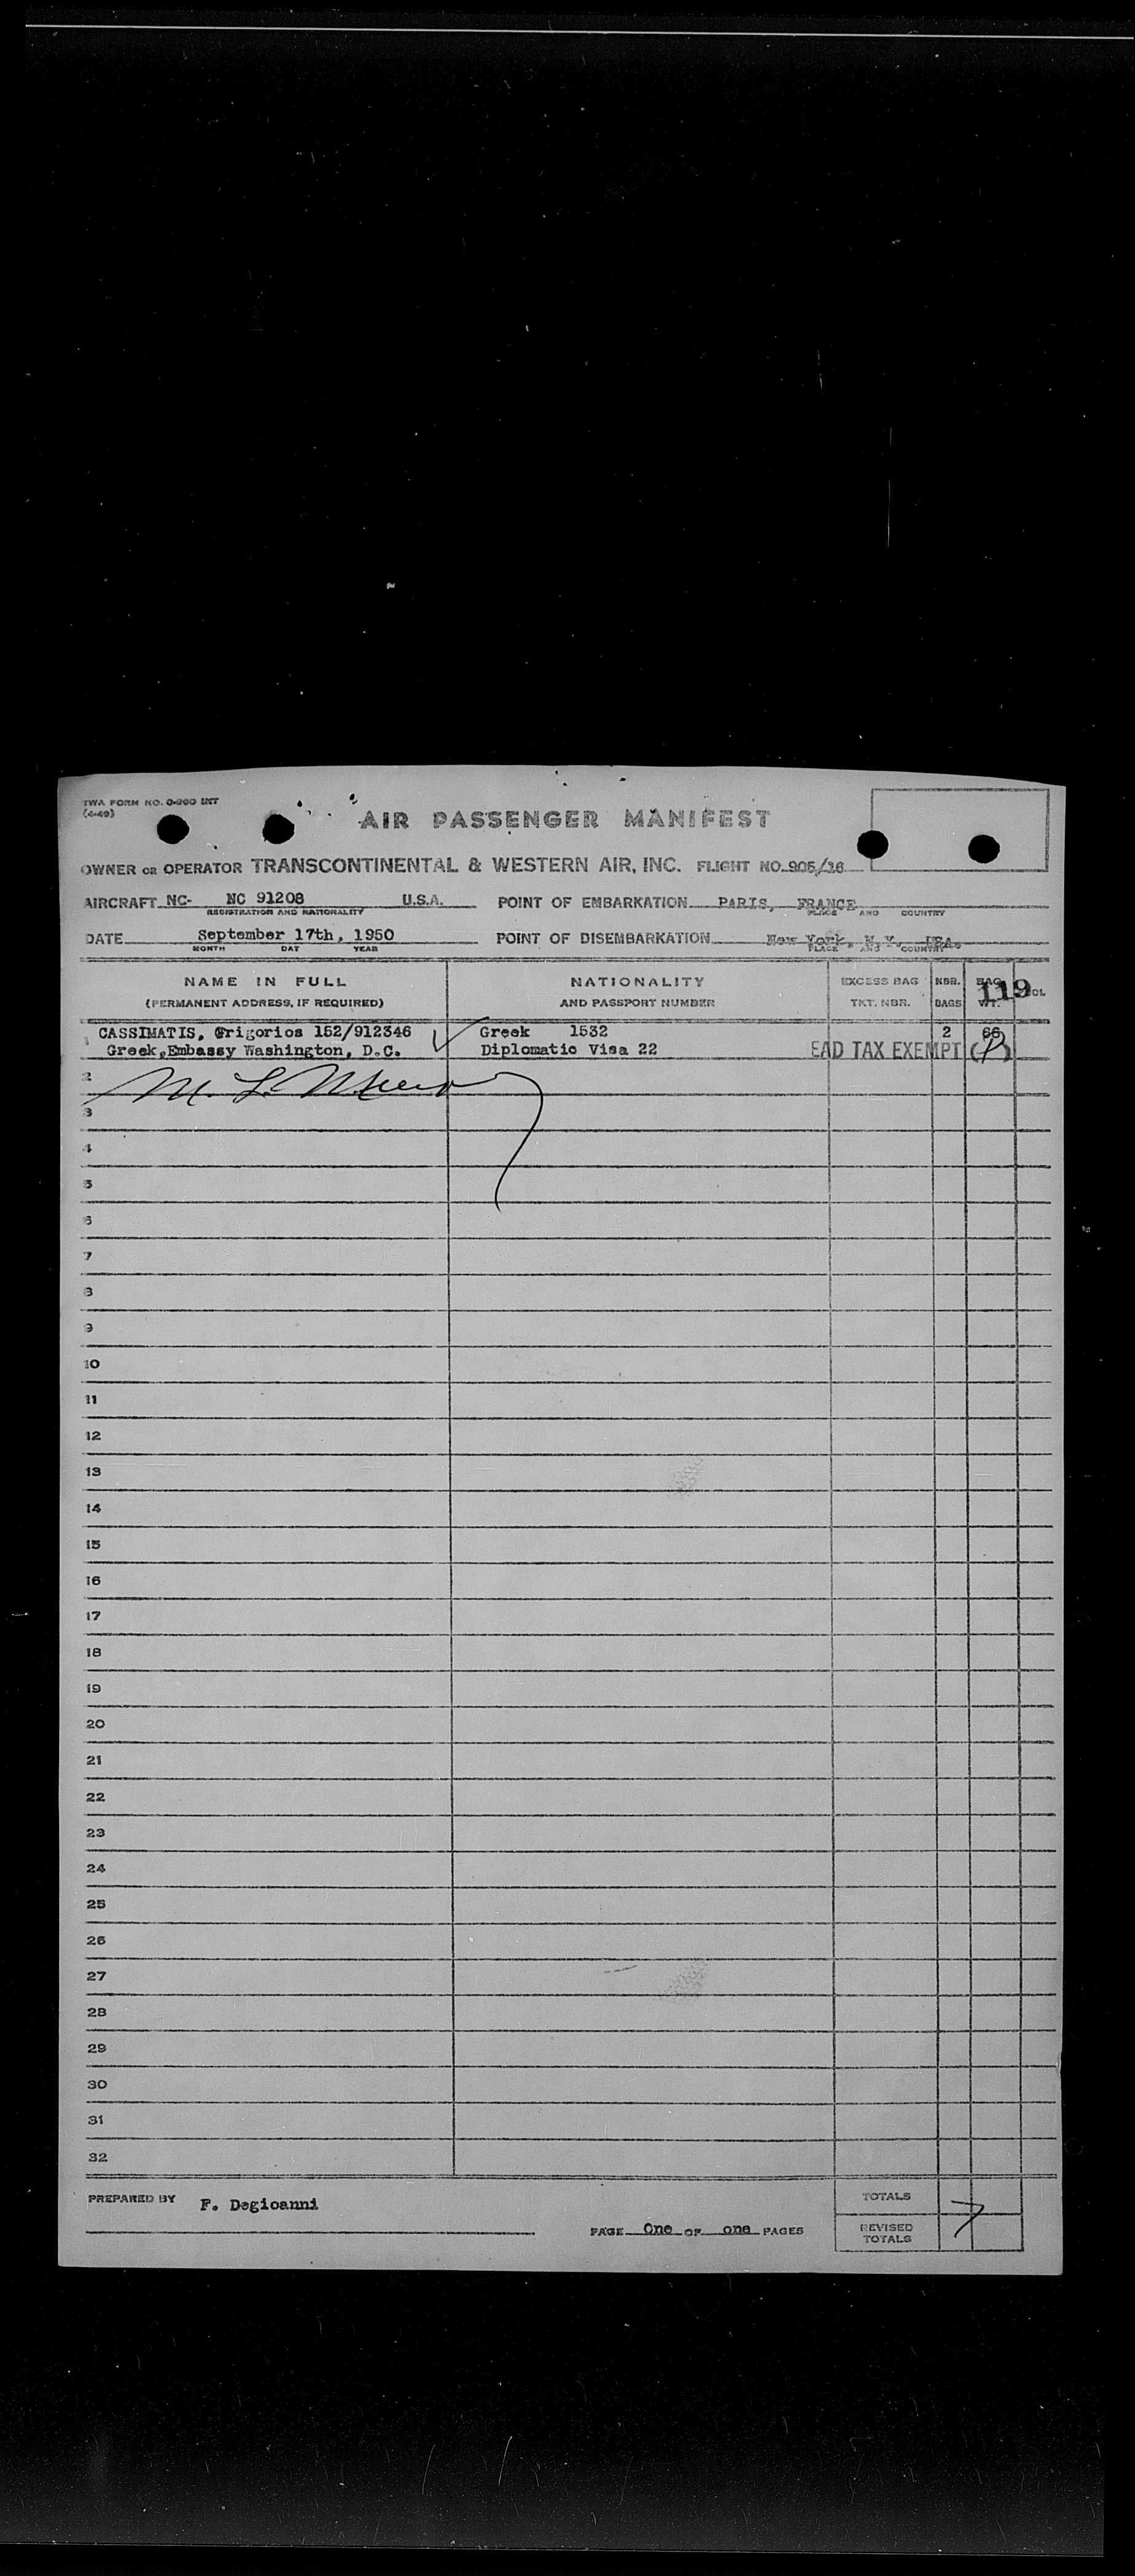 TWA FORM NO. 0-900 INT
(4-49)
AIR PASSENGER MANIFEST
OWNER OR OPERATOR TRANSCONTINENTAL & WESTERN AIR, INC. FLIGHT NO. 905/16
AIRCRAFT NC- NC 91208 U.S.A. POINT OF EMBARKATION PARIS, FRANCE
REGISTRATION AND NATIONALITY PLACE AND COUNTRY
DATE September 17th, 1950 POINT OF DISEMBARKATION New York, N.Y. USA.
MONTH DAY YEAR PLACE AND COUNTRY
NAME IN FULL NATIONALITY EXCESS BAG NBR. BAG
(PERMANENT ADDRESS, IF REQUIRED) AND PASSPORT NUMBER TKT. NBR. BAGS WT. 119 COL
1 CASSIMATIS, Grigorios 152/912346 Greek 1532 2 66
Greek,Embassy Washington, D.C. Diplomatic Visa 22 EAD TAX EXEMPT
2
3
4
5
6
7
8
9
10
11
12
13
14
15
16
17
18
19
20
21
22
23
24
25
26
27
28
29
30
31
32
PREPARED BY F. Degioanni TOTALS
PAGE One OF one PAGES REVISED
TOTALS